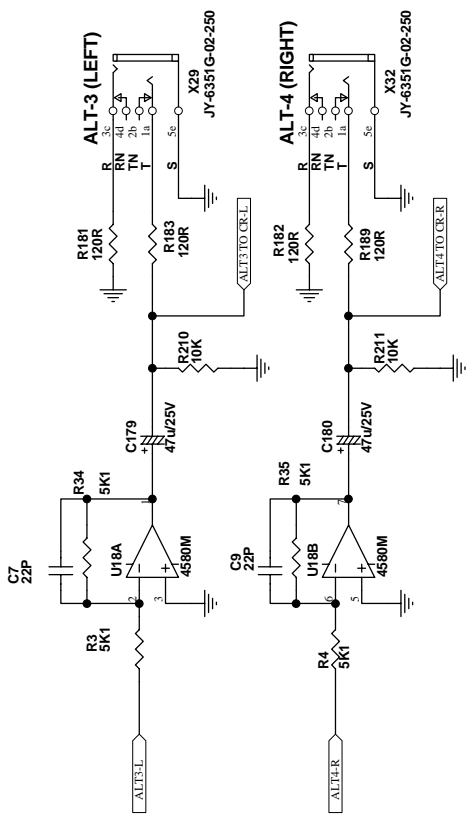 ALT-3 (LEFT)
X29
JY-6351G-02-250
3c
4d
2b
1a
5e
R
RN
TN
T
S
R181
120R
R183
120R
ALT3 TO CR-L
R210
10K
C179
+
47u/25V
R34
5K1
C7
22P
1
U18A
4580M
2
3
R3
5K1
ALT3-L
ALT-4 (RIGHT)
X32
JY-6351G-02-250
3c
4d
2b
1a
5e
R
RN
TN
T
S
R182
120R
R189
120R
ALT4 TO CR-R
R211
10K
C180
+
47u/25V
R35
5K1
C9
22P
7
U18B
4580M
6
5
R4
5K1
ALT4-R